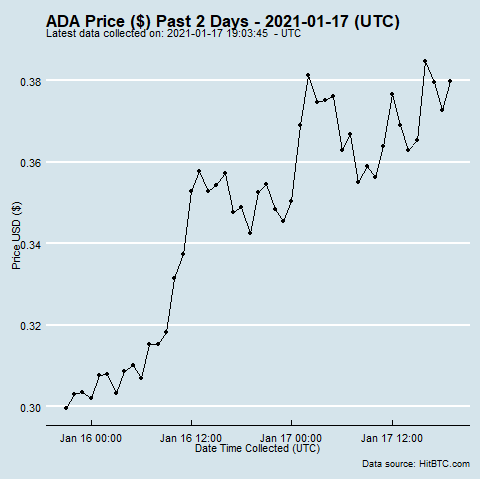 ADA Price ($) Past 2 Days - 2021-01-17 (UTC)
Latest data collected on: 2021-01-17 19:03:45 - UTC
0.38
0.36
0.34
0.32
0.30
Price USD ($)
Jan 16 00:00 Jan 16 12:00 Jan 17 00:00 Jan 17 12:00
Date Time Collected (UTC)
Data source: HitBTC.com